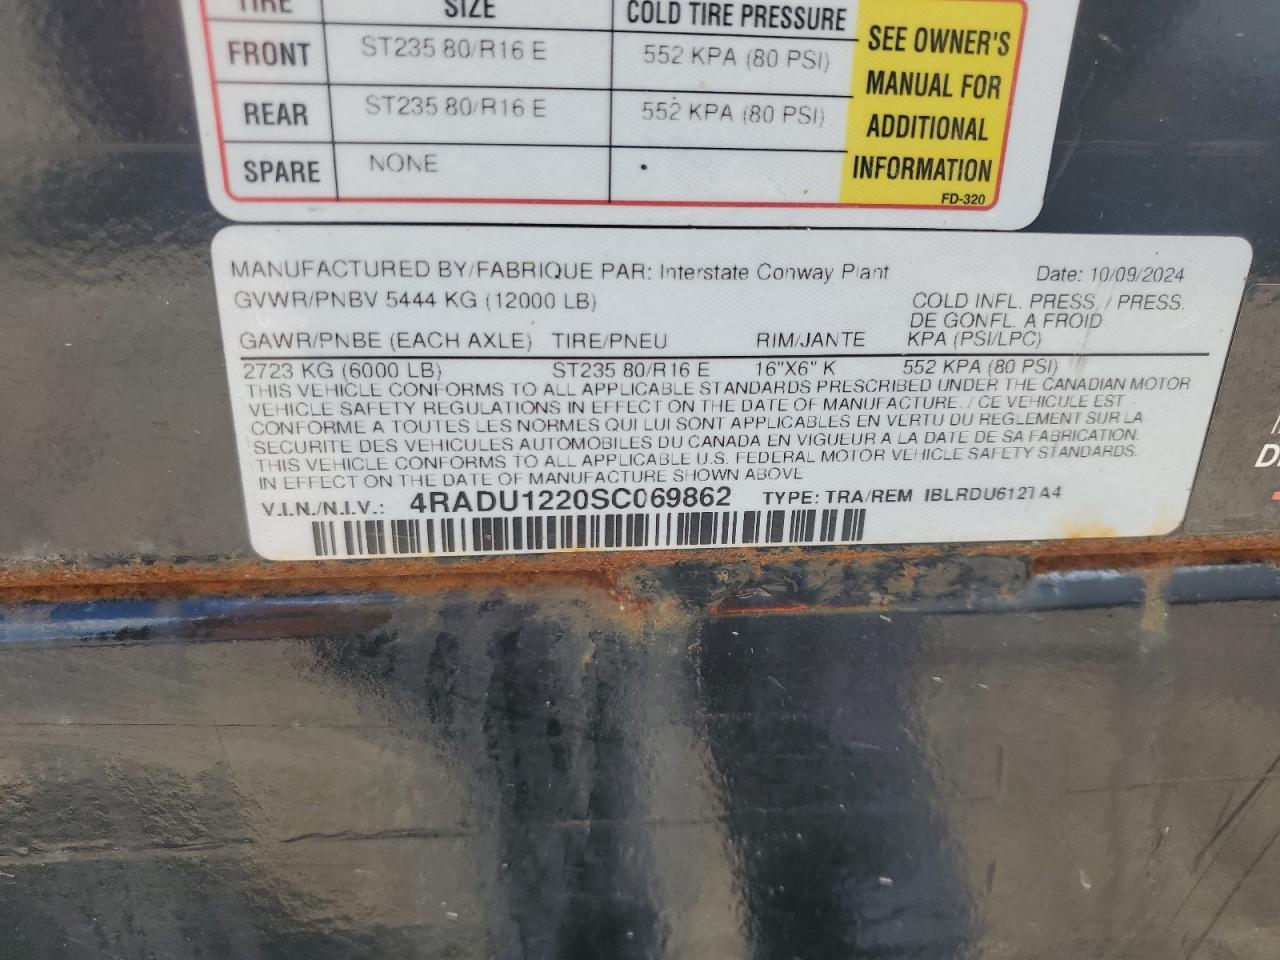 TIRE SIZE COLD TIRE PRESSURE
FRONT ST235 80/R16 E 552 KPA (80 PSI)
REAR ST235 80/R16 E 552 KPA (80 PSI)
SPARE NONE
SEE OWNER'S
MANUAL FOR
ADDITIONAL
INFORMATION
FD-320
MANUFACTURED BY/FABRIQUE PAR: Interstate Conway Plant Date: 10/09/2024
GVWR/PNBV 5444 KG (12000 LB) COLD INFL. PRESS. / PRESS.
DE GONFL. A FROID
GAWR/PNBE (EACH AXLE) TIRE/PNEU RIM/JANTE KPA (PSI/LPC)
2723 KG (6000 LB) ST235 80/R16 E 16"X6" K 552 KPA (80 PSI)
THIS VEHICLE CONFORMS TO ALL APPLICABLE STANDARDS PRESCRIBED UNDER THE CANADIAN MOTOR
VEHICLE SAFETY REGULATIONS IN EFFECT ON THE DATE OF MANUFACTURE. / CE VEHICULE EST
CONFORME A TOUTES LES NORMES QUI LUI SONT APPLICABLES EN VERTU DU REGLEMENT SUR LA
SECURITE DES VEHICULES AUTOMOBILES DU CANADA EN VIGUEUR A LA DATE DE SA FABRICATION.
THIS VEHICLE CONFORMS TO ALL APPLICABLE U.S. FEDERAL MOTOR VEHICLE SAFETY STANDARDS.
IN EFFECT ON THE DATE OF MANUFACTURE SHOWN ABOVE
V.I.N./N.I.V.: 4RADU1220SC069862 TYPE: TRA/REM IBLRDU6121A4